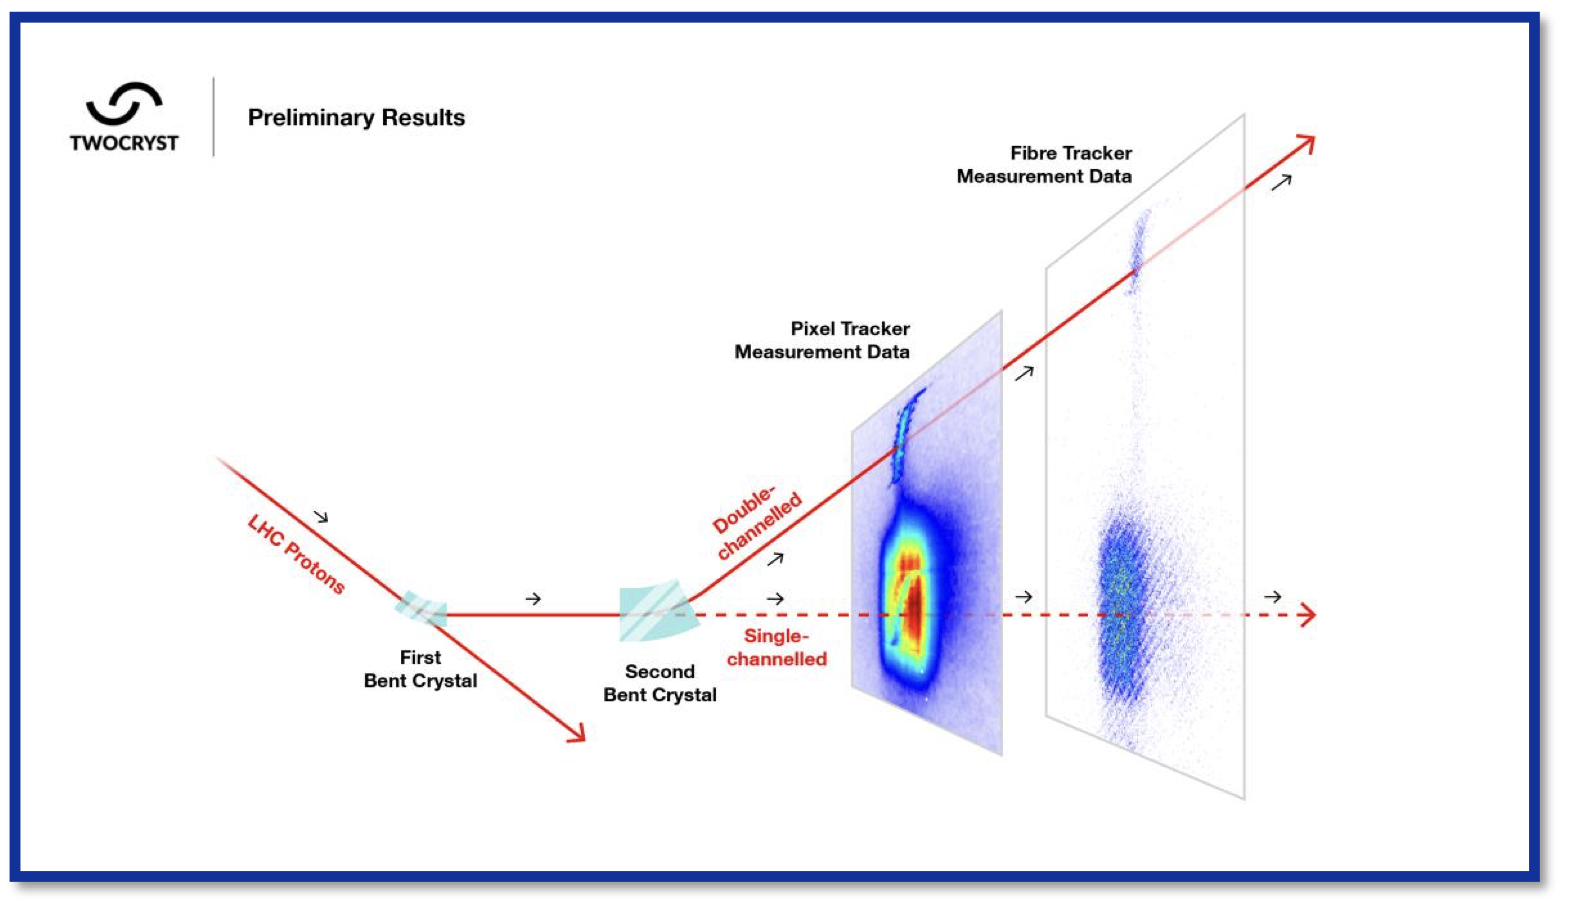 TWOCRYST
Preliminary Results
Fibre Tracker
Measurement Data
Pixel Tracker
Measurement Data
LHC Protons
Double-
channelled
Single-
channelled
First
Bent Crystal
Second
Bent Crystal